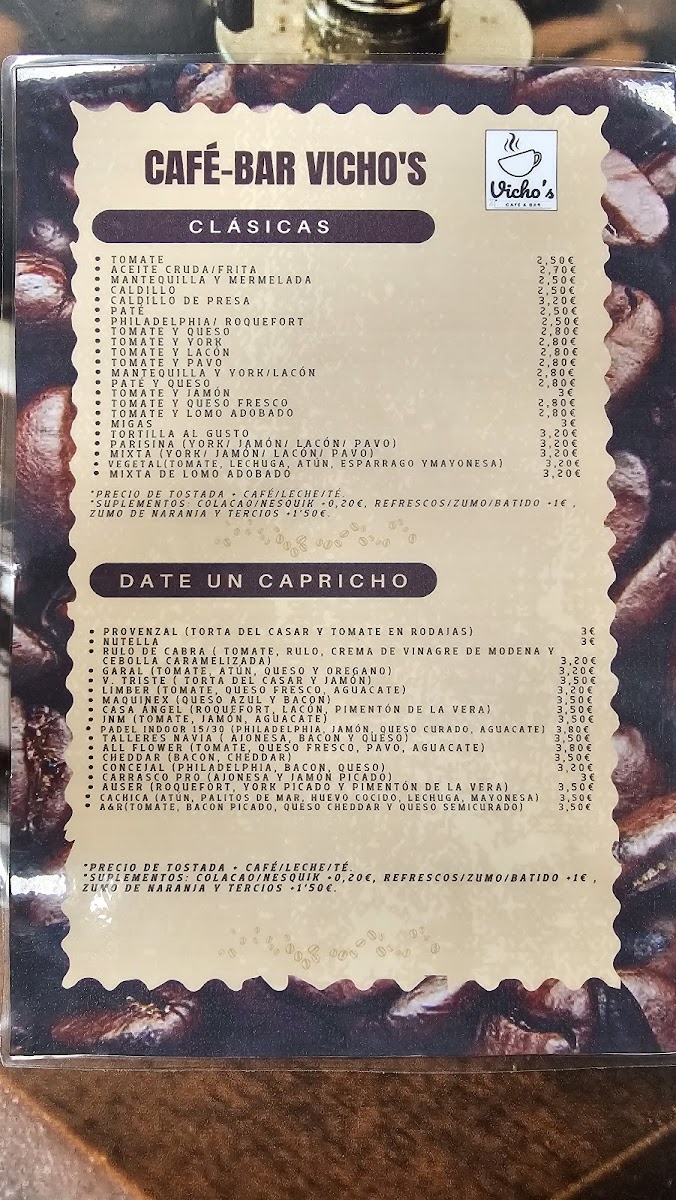 CAFÉ-BAR VICHO'S
Vicho's
CAFÉ & BAR
CLÁSICAS
• TOMATE 2,50€
• ACEITE CRUDA/FRITA 2,70€
• MANTEQUILLA Y MERMELADA 2,50€
• CALDILLO 2,50€
• CALDILLO DE PRESA 3,20€
• PATÉ 2,50€
• PHILADELPHIA/ ROQUEFORT 2,50€
• TOMATE Y QUESO 2,80€
• TOMATE Y YORK 2,80€
• TOMATE Y LACÓN 2,80€
• TOMATE Y PAVO 2,80€
• MANTEQUILLA Y YORK/LACÓN 2,80€
• PATÉ Y QUESO 2,80€
• TOMATE Y JAMÓN 3€
• TOMATE Y QUESO FRESCO 2,80€
• TOMATE Y LOMO ADOBADO 2,80€
• MIGAS 3€
• TORTILLA AL GUSTO 3,20€
• PARISINA (YORK/ JAMÓN/ LACÓN/ PAVO) 3,20€
• MIXTA (YORK/ JAMÓN/ LACÓN/ PAVO) 3,20€
• VEGETAL(TOMATE, LECHUGA, ATÚN, ESPARRAGO YMAYONESA) 3,20€
• MIXTA DE LOMO ADOBADO 3,20€
*PRECIO DE TOSTADA + CAFÉ/LECHE/TÉ.
*SUPLEMENTOS: COLACAO/NESQUIK +0,20€, REFRESCOS/ZUMO/BATIDO +1€ ,
ZUMO DE NARANJA Y TERCIOS +1'50€.
DATE UN CAPRICHO
• PROVENZAL (TORTA DEL CASAR Y TOMATE EN RODAJAS) 3€
• NUTELLA 3€
• RULO DE CABRA ( TOMATE, RULO, CREMA DE VINAGRE DE MODENA Y
CEBOLLA CARAMELIZADA) 3,20€
• GARAL (TOMATE, ATÚN, QUESO Y OREGANO) 3,20€
• V. TRISTE ( TORTA DEL CASAR Y JAMÓN) 3,50€
• LIMBER (TOMATE, QUESO FRESCO, AGUACATE) 3,20€
• MAQUINEX (QUESO AZUL Y BACON) 3,50€
• CASA ÁNGEL (ROQUEFORT, LACÓN, PIMENTÓN DE LA VERA) 3,50€
• JNM (TOMATE, JAMÓN, AGUACATE) 3,50€
• PADEL INDOOR 15/30 (PHILADELPHIA, JAMÓN, QUESO CURADO, AGUACATE) 3,80€
• TALLERES NAVIA ( AJONESA, BACON Y QUESO) 3,50€
• ALL FLOWER (TOMATE, QUESO FRESCO, PAVO, AGUACATE) 3,80€
• CHEDDAR (BACON, CHEDDAR) 3,50€
• CONCEJAL (PHILADELPHIA, BACON, QUESO) 3,20€
• CARRASCO PRO (AJONESA Y JAMÓN PICADO) 3€
• AUSER (ROQUEFORT, YORK PICADO Y PIMENTÓN DE LA VERA) 3,50€
• CACHICA (ATÚN, PALITOS DE MAR, HUEVO COCIDO, LECHUGA, MAYONESA) 3,50€
• A&R(TOMATE, BACON PICADO, QUESO CHEDDAR Y QUESO SEMICURADO) 3,50€
*PRECIO DE TOSTADA + CAFÉ/LECHE/TÉ.
*SUPLEMENTOS: COLACAO/NESQUIK +0,20€, REFRESCOS/ZUMO/BATIDO +1€ ,
ZUMO DE NARANJA Y TERCIOS +1'50€.